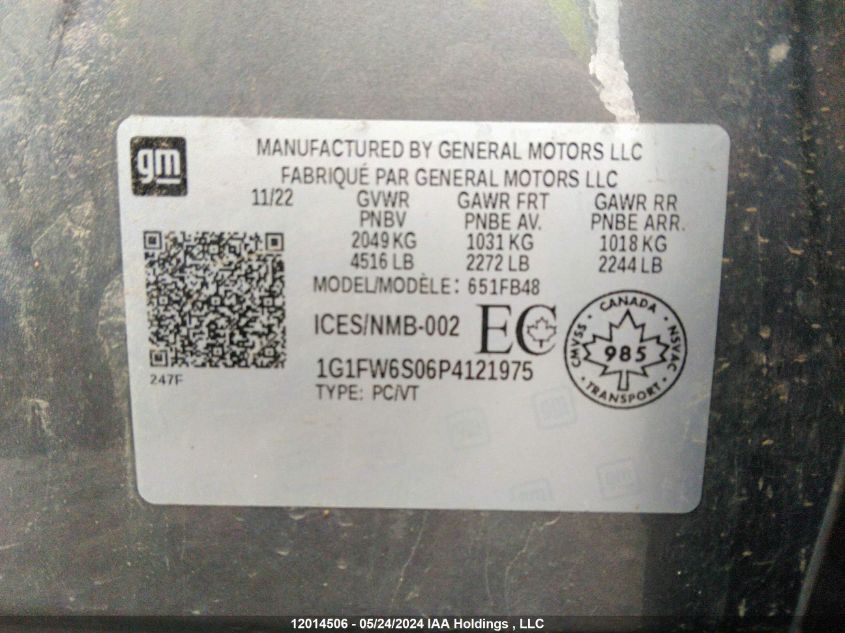 gm
MANUFACTURED BY GENERAL MOTORS LLC
FABRIQUÉ PAR GENERAL MOTORS LLC
11/22 GVWR GAWR FRT GAWR RR
PNBV PNBE AV. PNBE ARR.
2049 KG 1031 KG 1018 KG
4516 LB 2272 LB 2244 LB
MODEL/MODÈLE: 651FB48
ICES/NMB-002 EC
CANADA
CMVSS 985 NSVAC
TRANSPORT
1G1FW6S06P4121975
247F
TYPE: PC/VT
12014506 - 05/24/2024 IAA Holdings , LLC